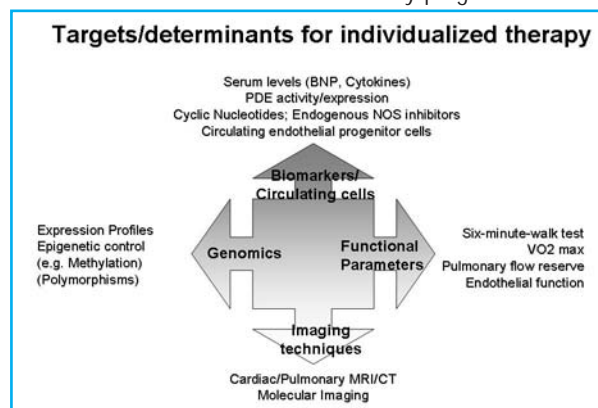 Targets/determinants for individualized therapy
Serum levels (BNP, Cytokines)
PDE activity/expression
Cyclic Nucleotides; Endogenous NOS inhibitors
Circulating endothelial progenitor cells
Biomarkers/
Circulating cells
Expression Profiles
Epigenetic control
(e.g. Methylation)
(Polymorphisms)
Genomics
Functional
Parameters
Six-minute-walk test
VO2 max
Pulmonary flow reserve
Endothelial function
Imaging
techniques
Cardiac/Pulmonary MRI/CT
Molecular Imaging